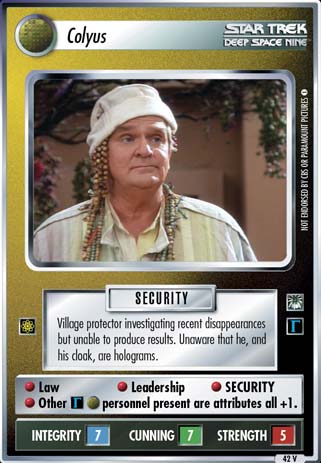 Colyus
STAR TREK
DEEP SPACE NINE
NOT ENDORSED BY CBS OR PARAMOUNT PICTURES
SECURITY
Village protector investigating recent disappearances
but unable to produce results. Unaware that he, and
his cloak, are holograms.
Law Leadership SECURITY
Other personnel present are attributes all +1.
INTEGRITY 7 CUNNING 7 STRENGTH 5
42 V